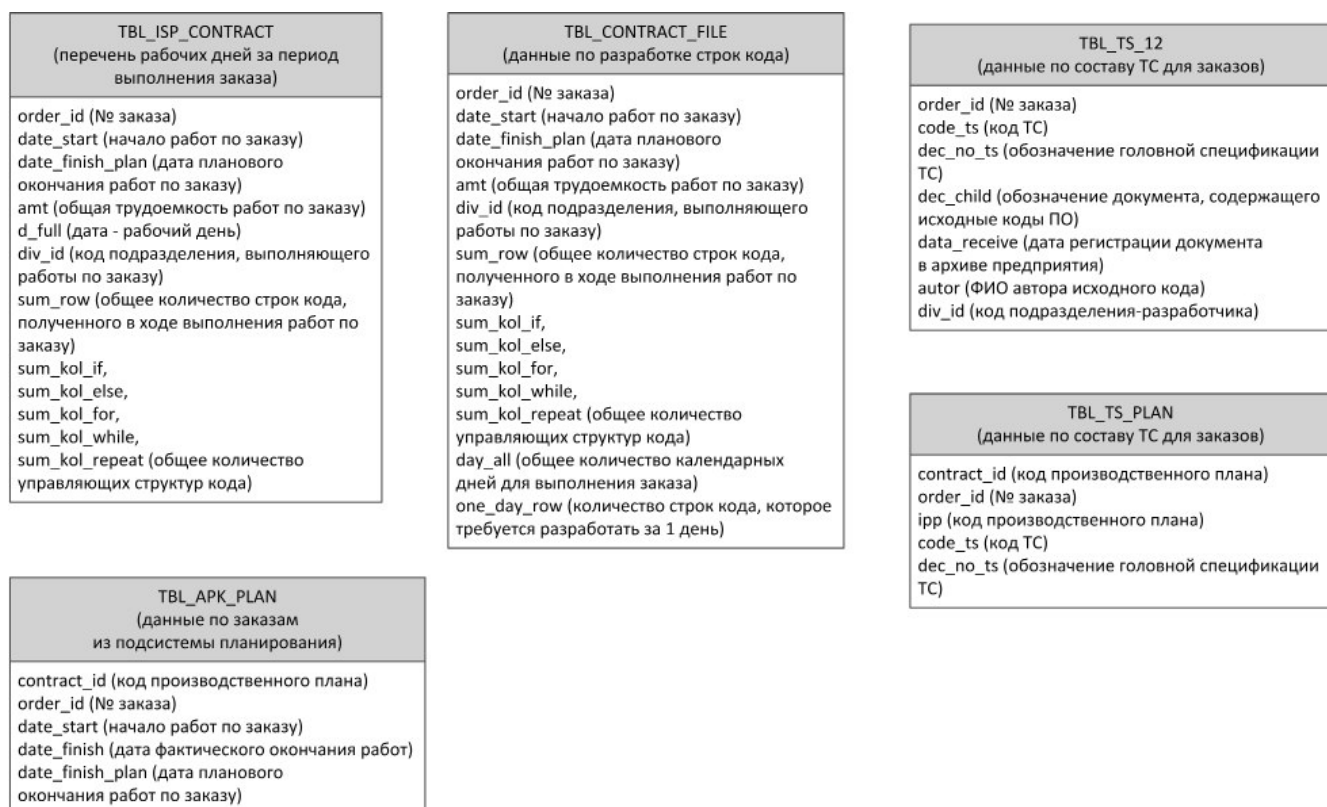 TBL_ISP_CONTRACT
(перечень рабочих дней за период
выполнения заказа)
order_id (№ заказа)
date_start (начало работ по заказу)
date_finish_plan (дата планового
окончания работ по заказу)
amt (общая трудоемкость работ по заказу)
d_full (дата - рабочий день)
div_id (код подразделения, выполняющего
работы по заказу)
sum_row (общее количество строк кода,
полученного в ходе выполнения работ по
заказу)
sum_kol_if,
sum_kol_else,
sum_kol_for,
sum_kol_while,
sum_kol_repeat (общее количество
управляющих структур кода)
TBL_CONTRACT_FILE
(данные по разработке строк кода)
order_id (№ заказа)
date_start (начало работ по заказу)
date_finish_plan (дата планового
окончания работ по заказу)
amt (общая трудоемкость работ по заказу)
div_id (код подразделения, выполняющего
работы по заказу)
sum_row (общее количество строк кода,
полученного в ходе выполнения работ по
заказу)
sum_kol_if,
sum_kol_else,
sum_kol_for,
sum_kol_while,
sum_kol_repeat (общее количество
управляющих структур кода)
day_all (общее количество календарных
дней для выполнения заказа)
one_day_row (количество строк кода, которое
требуется разработать за 1 день)
TBL_TS_12
(данные по составу ТС для заказов)
order_id (№ заказа)
code_ts (код ТС)
dec_no_ts (обозначение головной спецификации
ТС)
dec_child (обозначение документа, содержащего
исходные коды ПО)
data_receive (дата регистрации документа
в архиве предприятия)
autor (ФИО автора исходного кода)
div_id (код подразделения-разработчика)
TBL_TS_PLAN
(данные по составу ТС для заказов)
contract_id (код производственного плана)
order_id (№ заказа)
ipp (код производственного плана)
code_ts (код ТС)
dec_no_ts (обозначение головной спецификации
ТС)
TBL_APK_PLAN
(данные по заказам
из подсистемы планирования)
contract_id (код производственного плана)
order_id (№ заказа)
date_start (начало работ по заказу)
date_finish (дата фактического окончания работ)
date_finish_plan (дата планового
окончания работ по заказу)